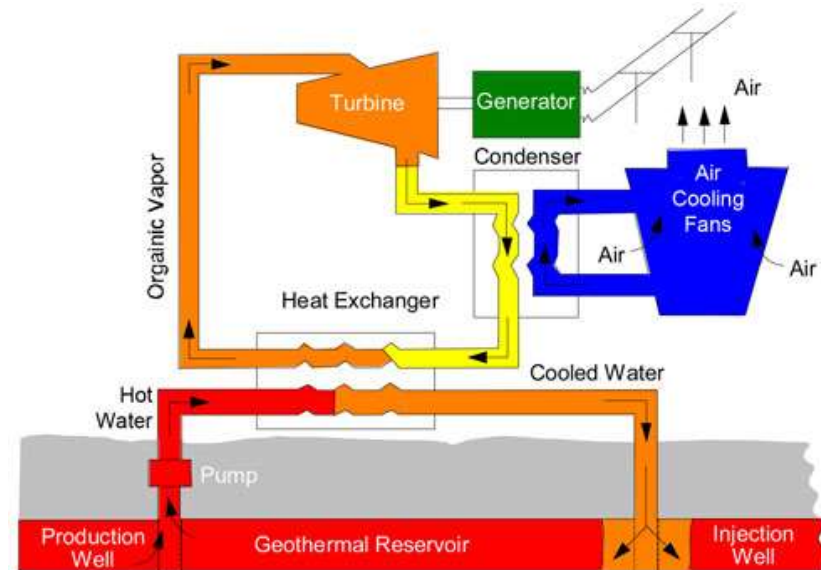 Air
Turbine
Generator
Condenser
Air
Cooling
Fans
Orgainic Vapor
Air
Air
Heat Exchanger
Cooled Water
Hot
Water
Pump
Production
Well
Geothermal Reservoir
Injection
Well